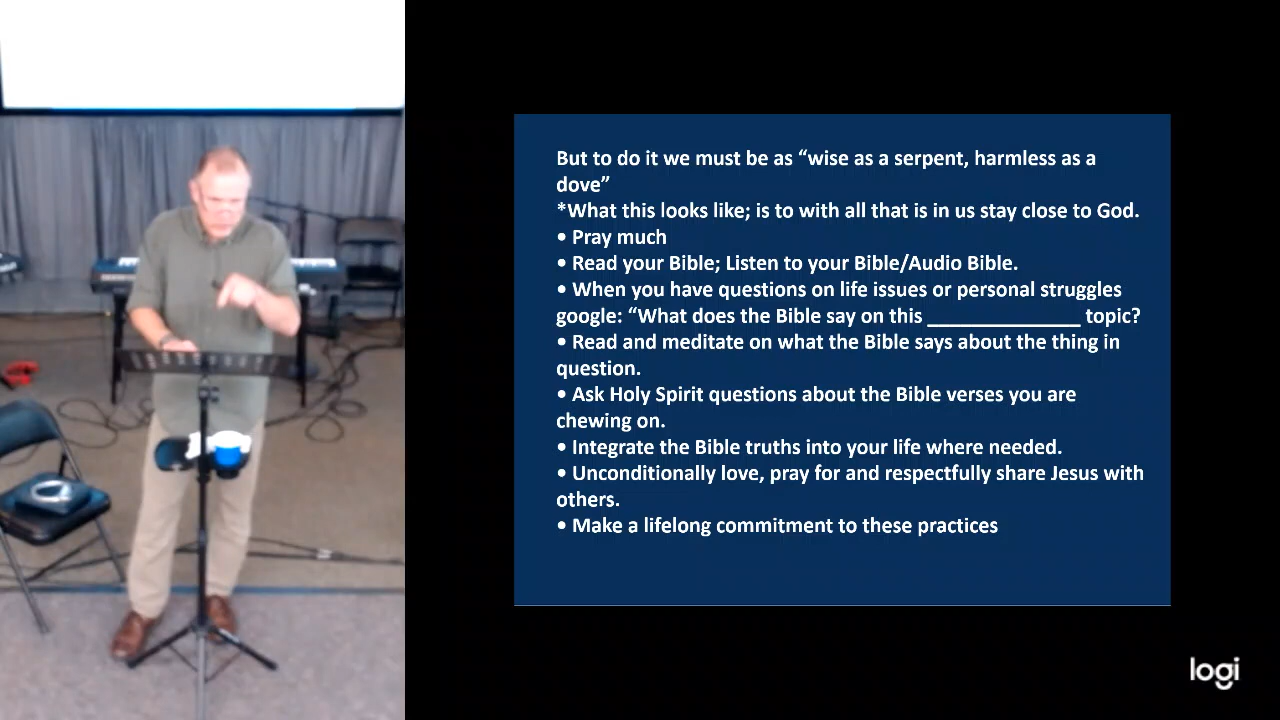 But to do it we must be as “wise as a serpent, harmless as a
dove”
*What this looks like; is to with all that is in us stay close to God.
• Pray much
• Read your Bible; Listen to your Bible/Audio Bible.
• When you have questions on life issues or personal struggles
google: “What does the Bible say on this ______________ topic?
• Read and meditate on what the Bible says about the thing in
question.
• Ask Holy Spirit questions about the Bible verses you are
chewing on.
• Integrate the Bible truths into your life where needed.
• Unconditionally love, pray for and respectfully share Jesus with
others.
• Make a lifelong commitment to these practices
logi